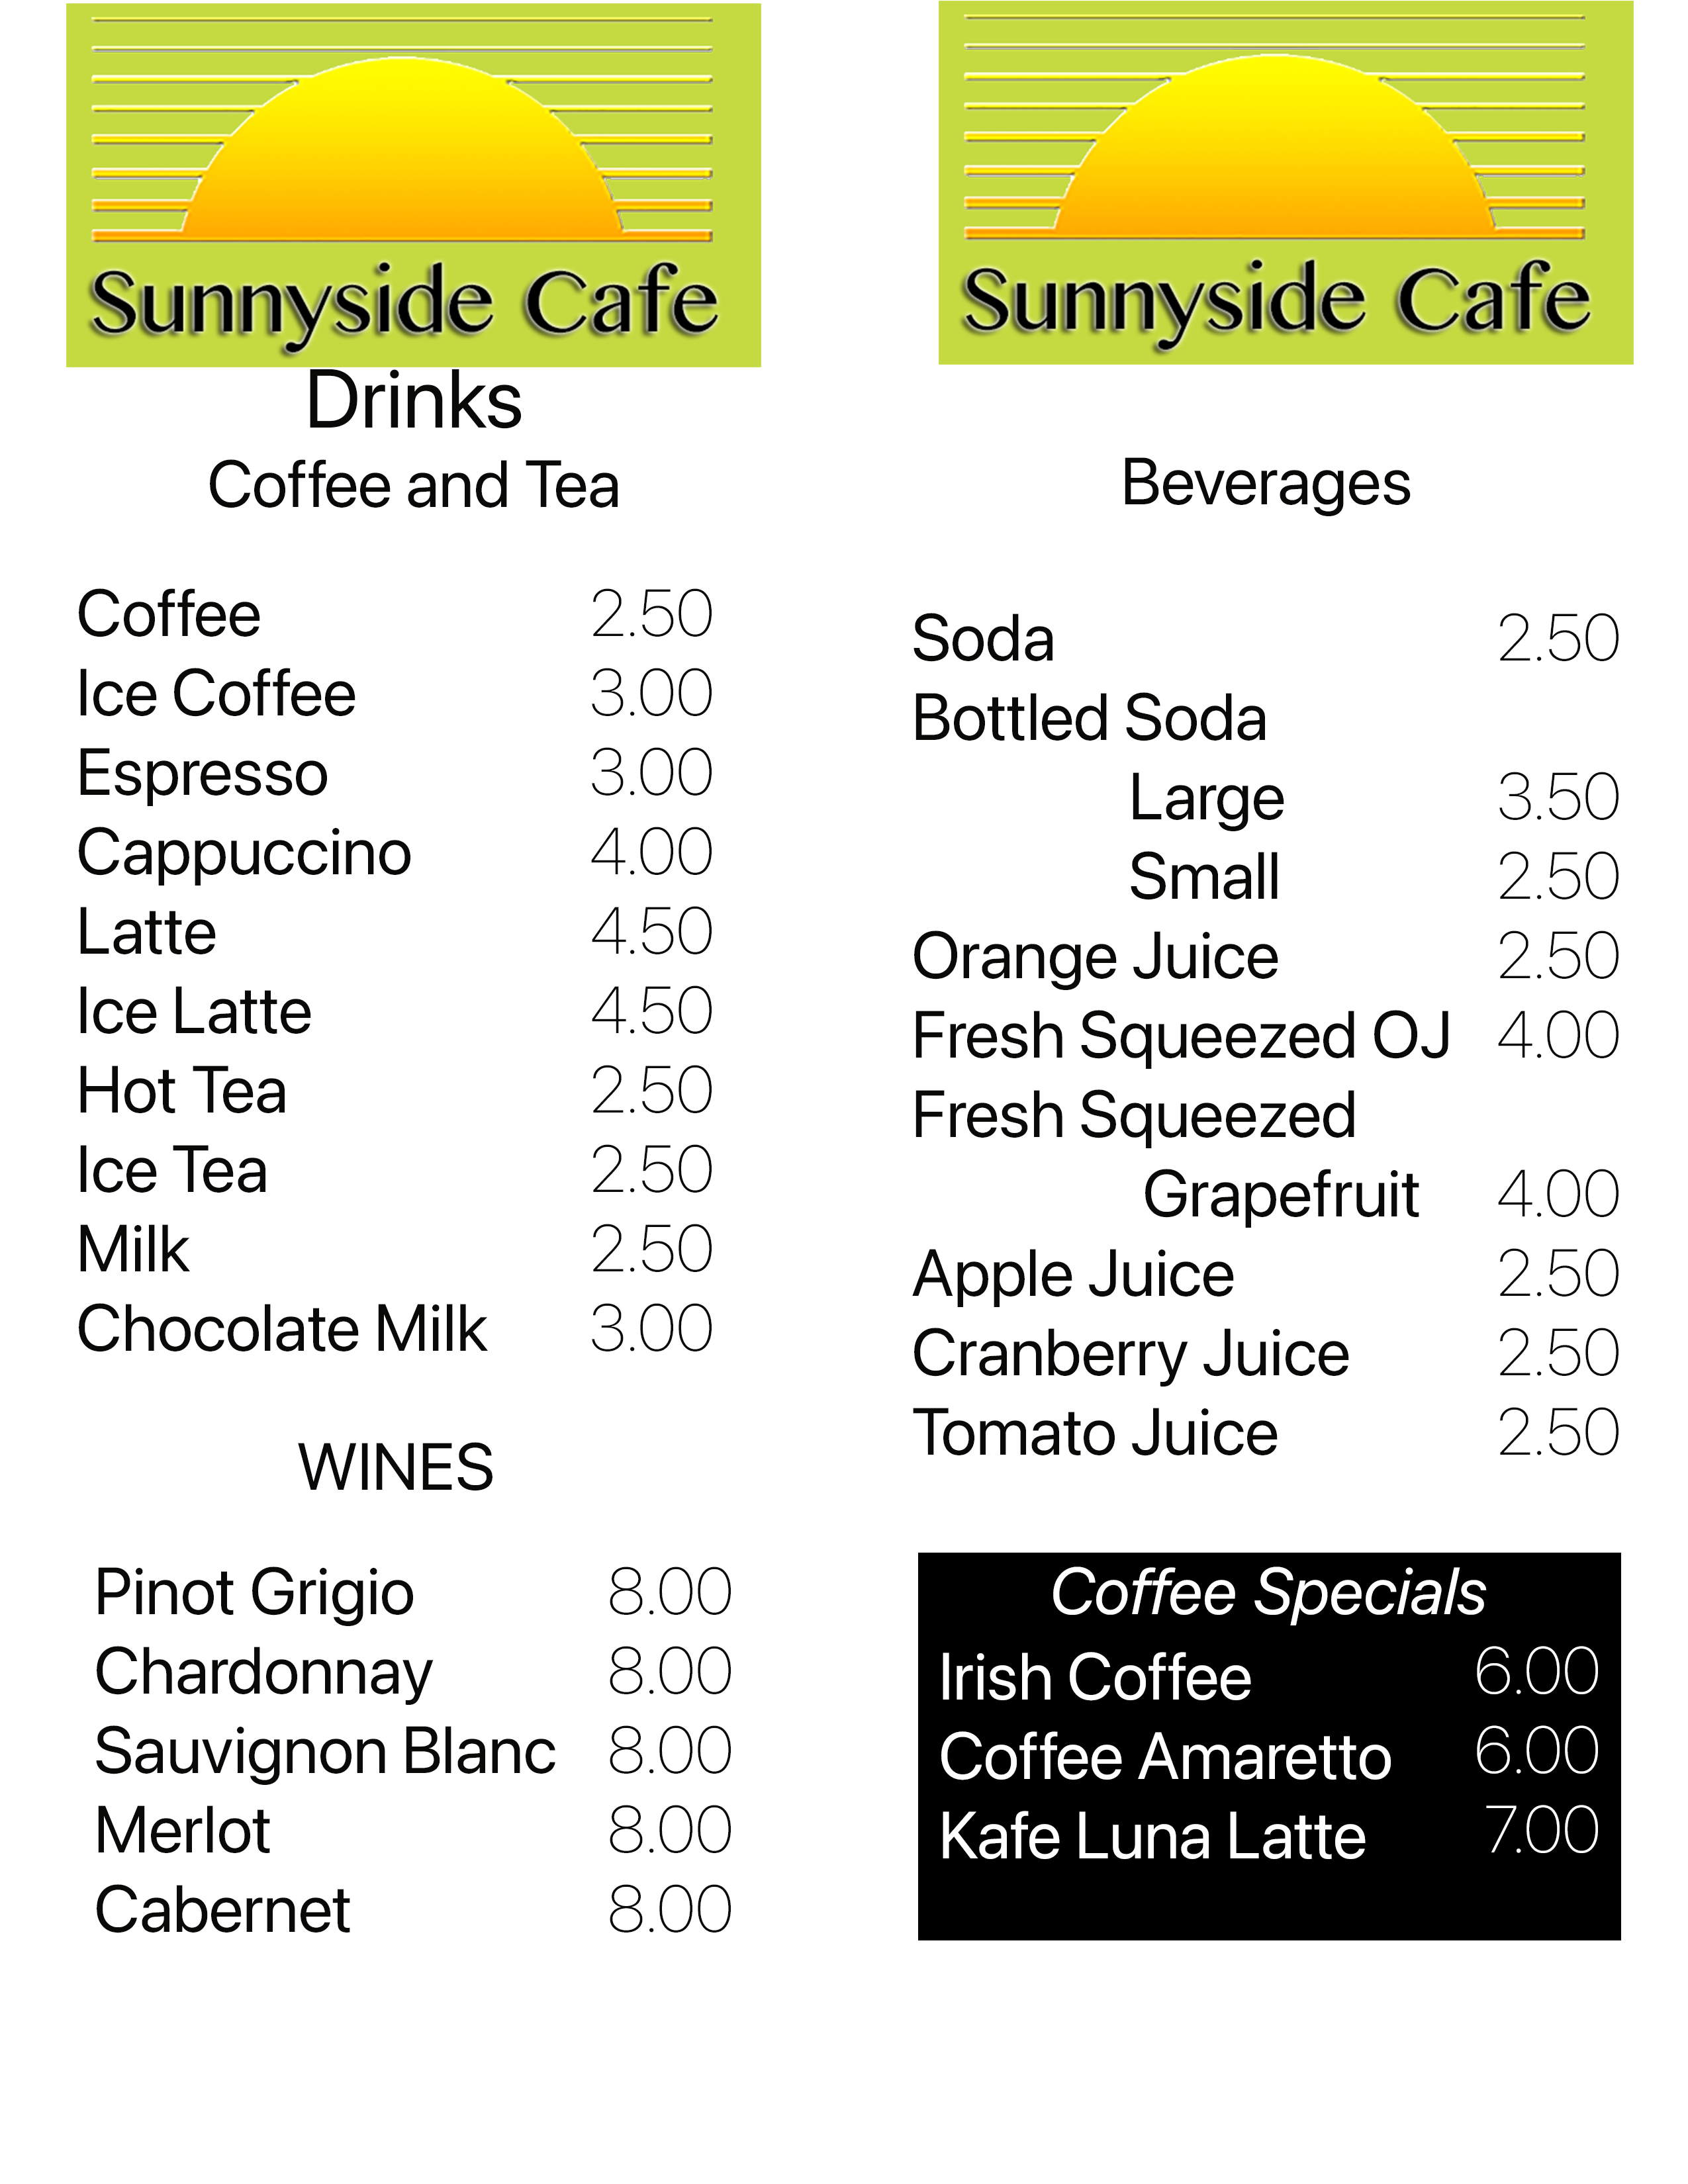 Sunnyside Cafe
Drinks
Coffee and Tea
Coffee 2.50
Ice Coffee 3.00
Espresso 3.00
Cappuccino 4.00
Latte 4.50
Ice Latte 4.50
Hot Tea 2.50
Ice Tea 2.50
Milk 2.50
Chocolate Milk 3.00
WINES
Pinot Grigio 8.00
Chardonnay 8.00
Sauvignon Blanc 8.00
Merlot 8.00
Cabernet 8.00
Sunnyside Cafe
Beverages
Soda 2.50
Bottled Soda
Large 3.50
Small 2.50
Orange Juice 2.50
Fresh Squeezed OJ 4.00
Fresh Squeezed
Grapefruit 4.00
Apple Juice 2.50
Cranberry Juice 2.50
Tomato Juice 2.50
Coffee Specials
Irish Coffee 6.00
Coffee Amaretto 6.00
Kafe Luna Latte 7.00